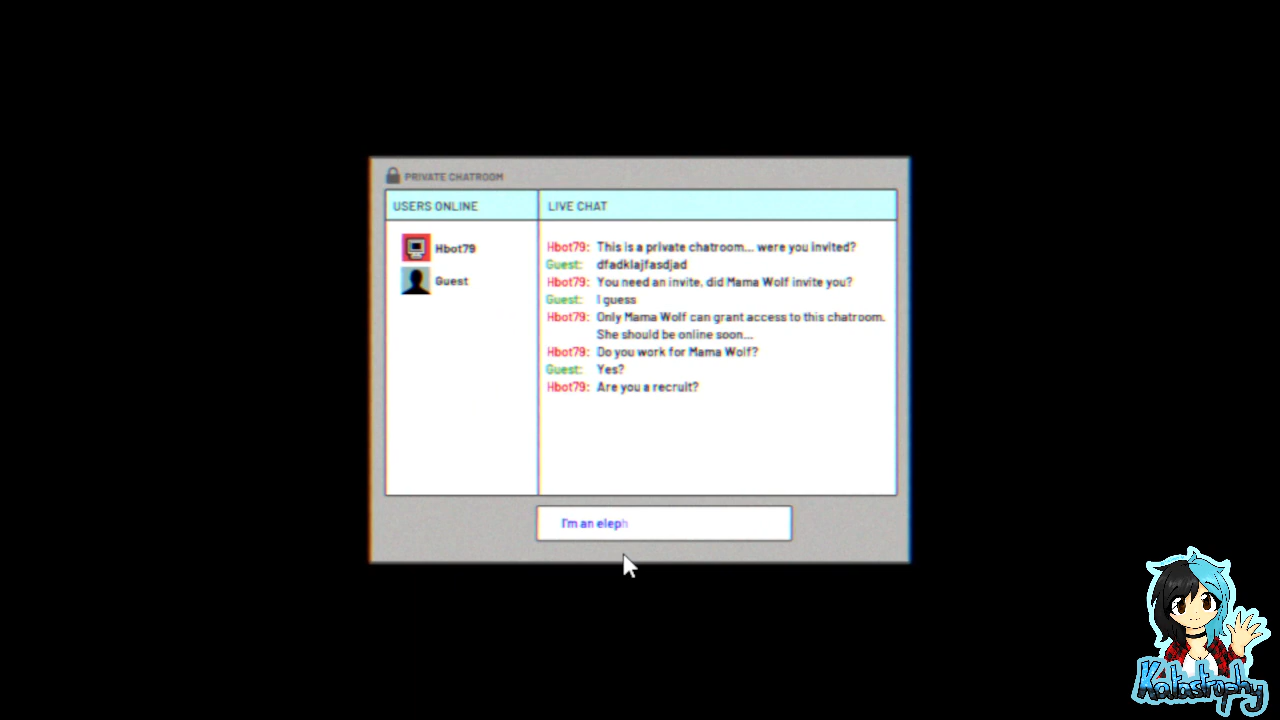 PRIVATE CHATROOM
USERS ONLINE
LIVE CHAT
Hbot79
Guest
Hbot79: This is a private chatroom... were you invited?
Guest: dfadklajfasdjad
Hbot79: You need an invite, did Mama Wolf invite you?
Guest: I guess
Hbot79: Only Mama Wolf can grant access to this chatroom.
She should be online soon...
Hbot79: Do you work for Mama Wolf?
Guest: Yes?
Hbot79: Are you a recruit?
I'm an eleph
Katastrophy